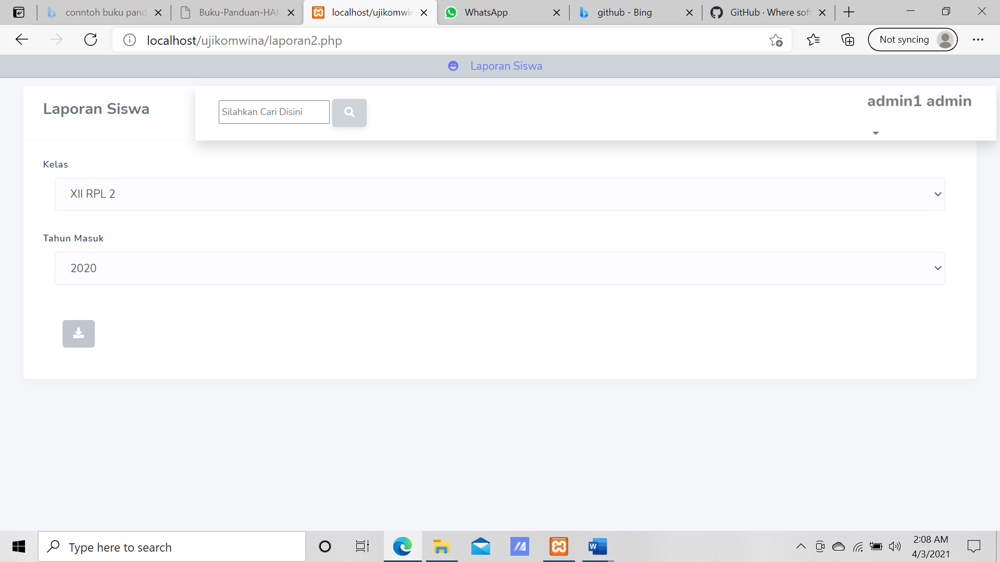 conntoh buku pand
Buku-Panduan-HAK
localhost/ujikomwin
WhatsApp
github - Bing
GitHub · Where soft
localhost/ujikomwina/laporan2.php
Not syncing
Laporan Siswa
Laporan Siswa
Silahkan Cari Disini
admin1 admin
Kelas
XII RPL 2
Tahun Masuk
2020
Type here to search
W
2:08 AM
4/3/2021